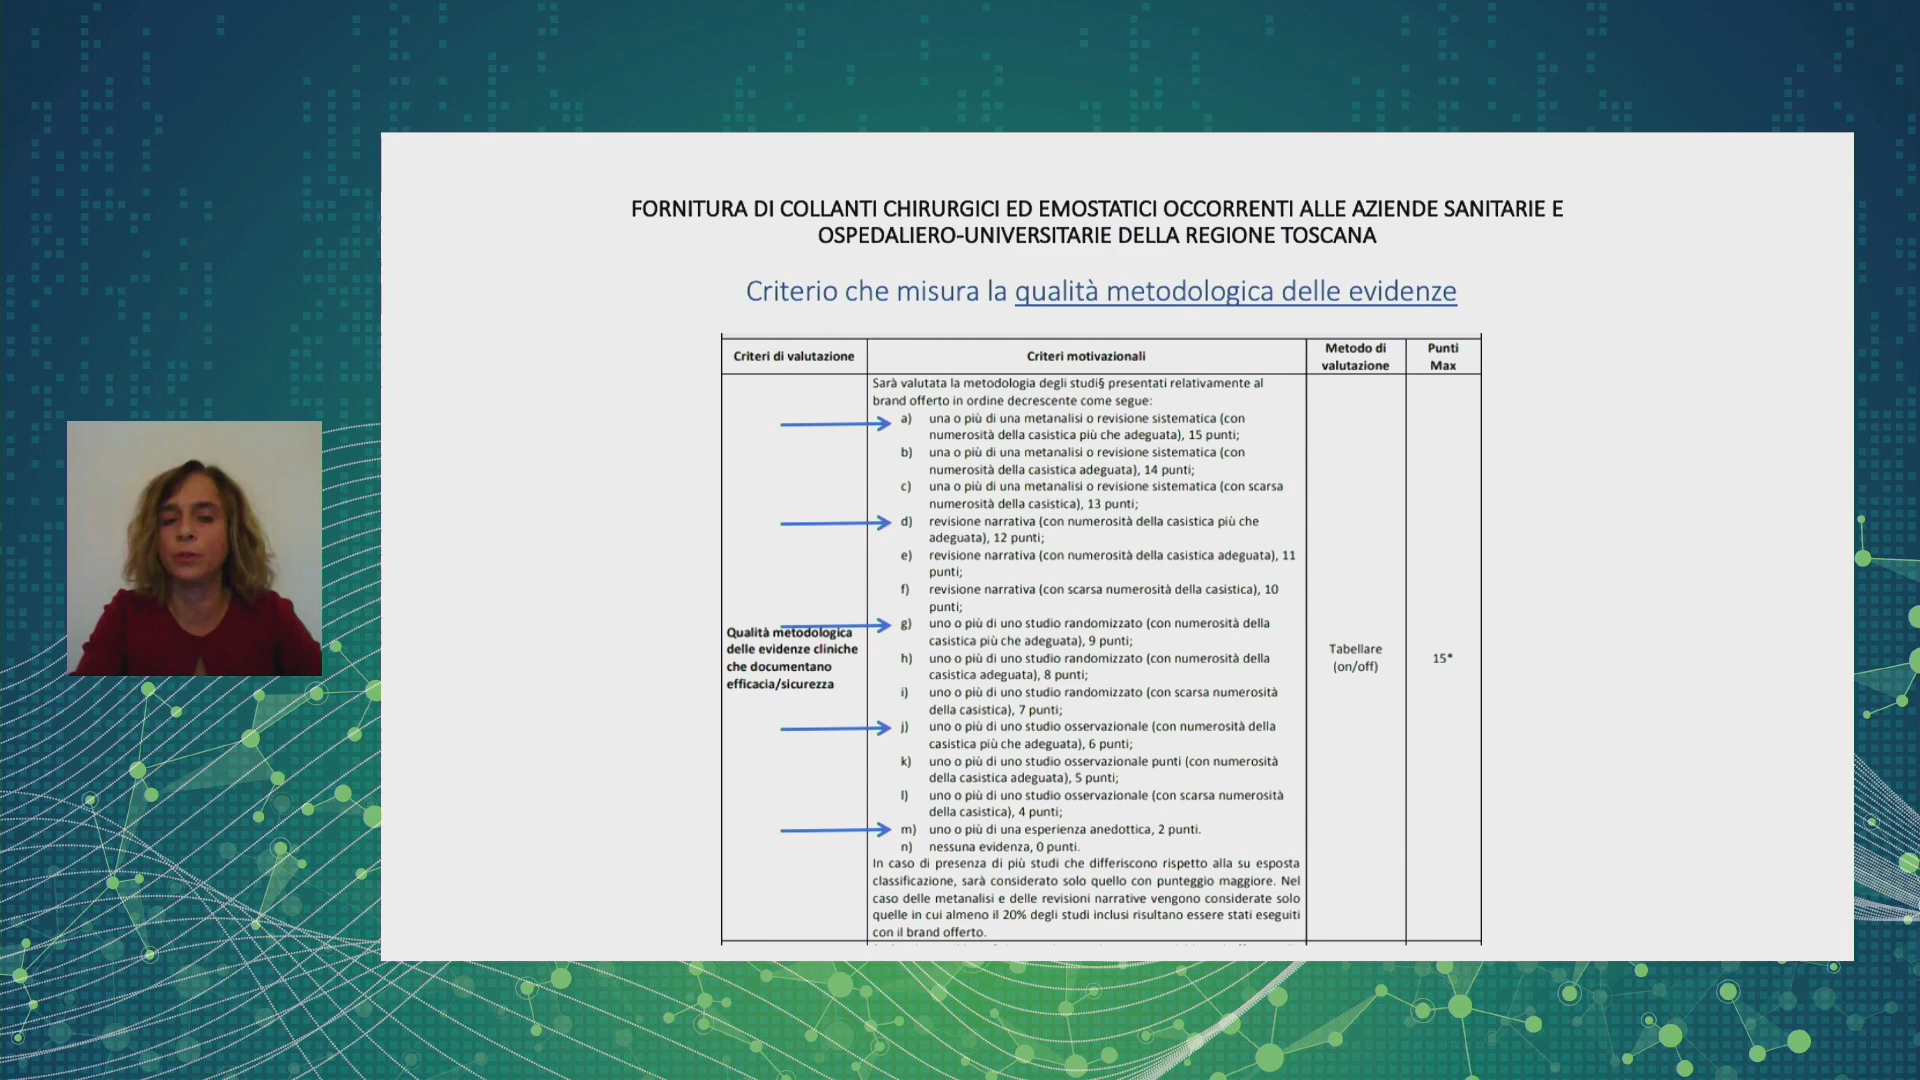 FORNITURA DI COLLANTI CHIRURGICI ED EMOSTATICI OCCORRENTI ALLE AZIENDE SANITARIE E
OSPEDALIERO-UNIVERSITARIE DELLA REGIONE TOSCANA
Criterio che misura la qualità metodologica delle evidenze
Criteri di valutazione
Criteri motivazionali
Metodo di
valutazione
Punti
Max
Qualità metodologica
delle evidenze cliniche
che documentano
efficacia/sicurezza
Sarà valutata la metodologia degli studi§ presentati relativamente al
brand offerto in ordine decrescente come segue:
a) una o più di una metanalisi o revisione sistematica (con
numerosità della casistica più che adeguata), 15 punti;
b) una o più di una metanalisi o revisione sistematica (con
numerosità della casistica adeguata), 14 punti;
c) una o più di una metanalisi o revisione sistematica (con scarsa
numerosità della casistica), 13 punti;
d) revisione narrativa (con numerosità della casistica più che
adeguata), 12 punti;
e) revisione narrativa (con numerosità della casistica adeguata), 11
punti;
f) revisione narrativa (con scarsa numerosità della casistica), 10
punti;
g) uno o più di uno studio randomizzato (con numerosità della
casistica più che adeguata), 9 punti;
h) uno o più di uno studio randomizzato (con numerosità della
casistica adeguata), 8 punti;
i) uno o più di uno studio randomizzato (con scarsa numerosità
della casistica), 7 punti;
j) uno o più di uno studio osservazionale (con numerosità della
casistica più che adeguata), 6 punti;
k) uno o più di uno studio osservazionale punti (con numerosità
della casistica adeguata), 5 punti;
l) uno o più di uno studio osservazionale (con scarsa numerosità
della casistica), 4 punti;
m) uno o più di una esperienza anedottica, 2 punti.
n) nessuna evidenza, 0 punti.
In caso di presenza di più studi che differiscono rispetto alla su esposta
classificazione, sarà considerato solo quello con punteggio maggiore. Nel
caso delle metanalisi e delle revisioni narrative vengono considerate solo
quelle in cui almeno il 20% degli studi inclusi risultano essere stati eseguiti
con il brand offerto.
Tabellare
(on/off)
15*